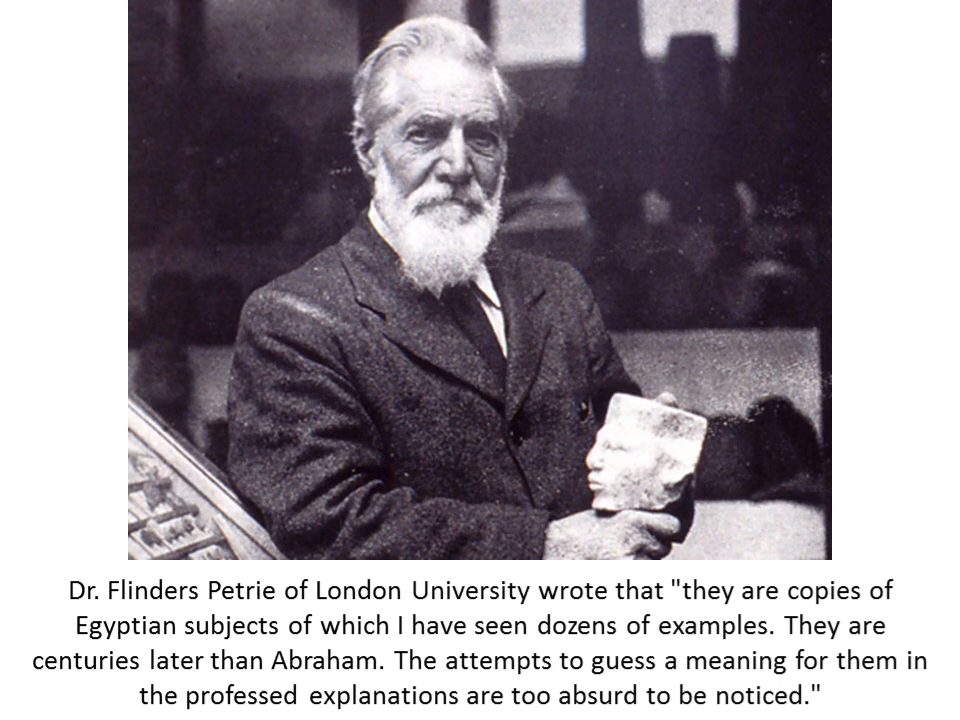 Dr. Flinders Petrie of London University wrote that "they are copies of
Egyptian subjects of which I have seen dozens of examples. They are
centuries later than Abraham. The attempts to guess a meaning for them in
the professed explanations are too absurd to be noticed."